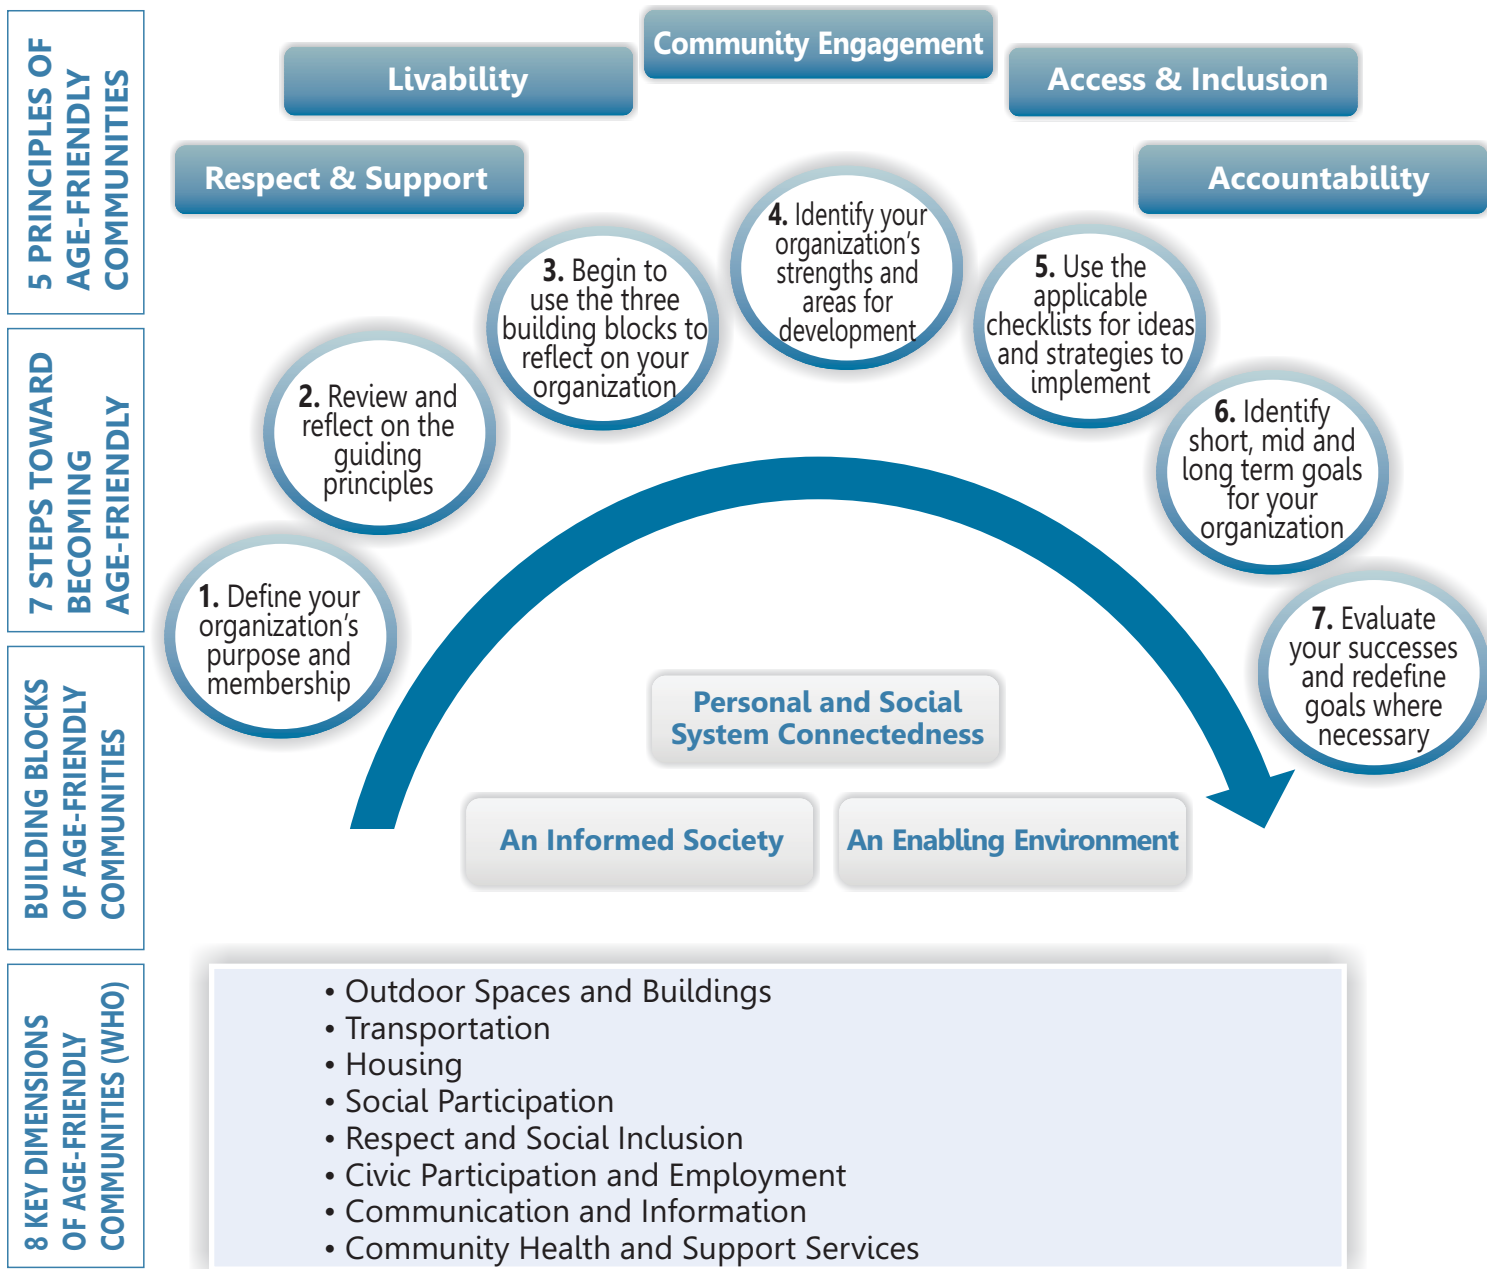 5 PRINCIPLES OF
AGE-FRIENDLY
COMMUNITIES
Respect & Support
Livability
Community Engagement
Access & Inclusion
Accountability
7 STEPS TOWARD
BECOMING
AGE-FRIENDLY
1. Define your
organization's
purpose and
membership
2. Review and
reflect on the
guiding
principles
3. Begin to
use the three
building blocks to
reflect on your
organization
4. Identify your
organization's
strengths and
areas for
development
5. Use the
applicable
checklists for ideas
and strategies to
implement
6. Identify
short, mid and
long term goals
for your
organization
7. Evaluate
your successes
and redefine
goals where
necessary
BUILDING BLOCKS
OF AGE-FRIENDLY
COMMUNITIES
Personal and Social
System Connectedness
An Informed Society
An Enabling Environment
8 KEY DIMENSIONS
OF AGE-FRIENDLY
COMMUNITIES (WHO)
• Outdoor Spaces and Buildings
• Transportation
• Housing
• Social Participation
• Respect and Social Inclusion
• Civic Participation and Employment
• Communication and Information
• Community Health and Support Services